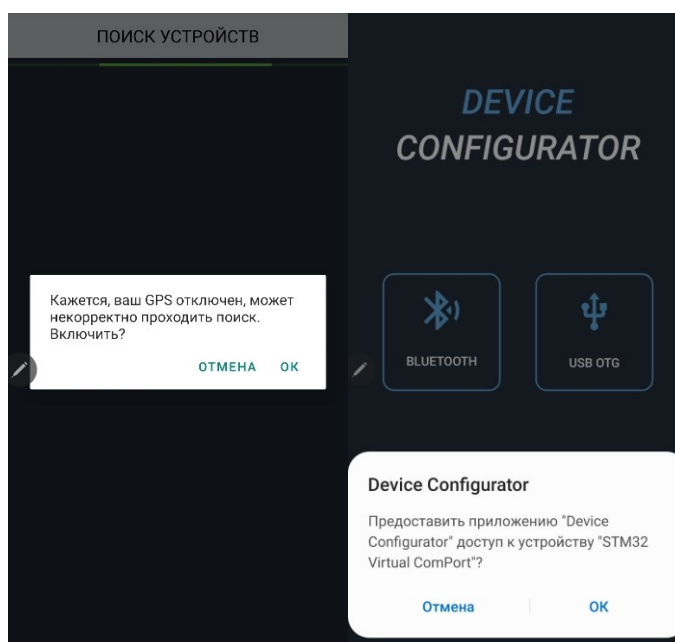 ПОИСК УСТРОЙСТВ
Кажется, ваш GPS отключен, может
некорректно проходить поиск.
Включить?
ОТМЕНА ОК
DEVICE
CONFIGURATOR
BLUETOOTH
USB OTG
Device Configurator
Предоставить приложению "Device
Configurator" доступ к устройству "STM32
Virtual ComPort"?
Отмена
ОК